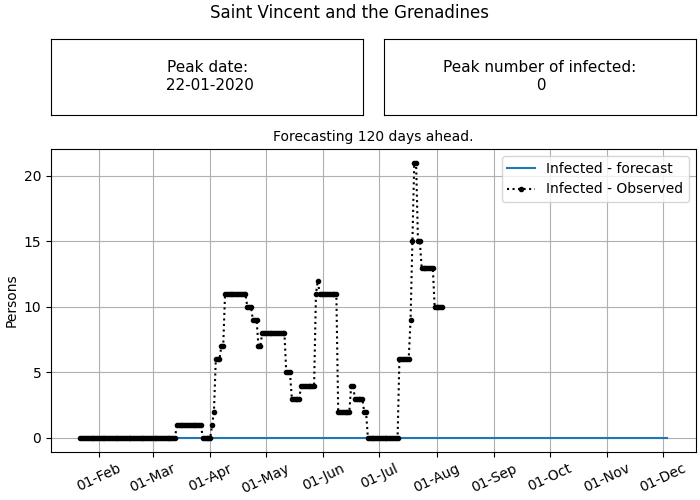 Saint Vincent and the Grenadines
Peak date:
22-01-2020
Peak number of infected:
0
Forecasting 120 days ahead.
Infected - forecast
Infected - Observed
Persons
20
15
10
5
0
01-Feb
01-Mar
01-Apr
01-May
01-Jun
01-Jul
01-Aug
01-Sep
01-Oct
01-Nov
01-Dec